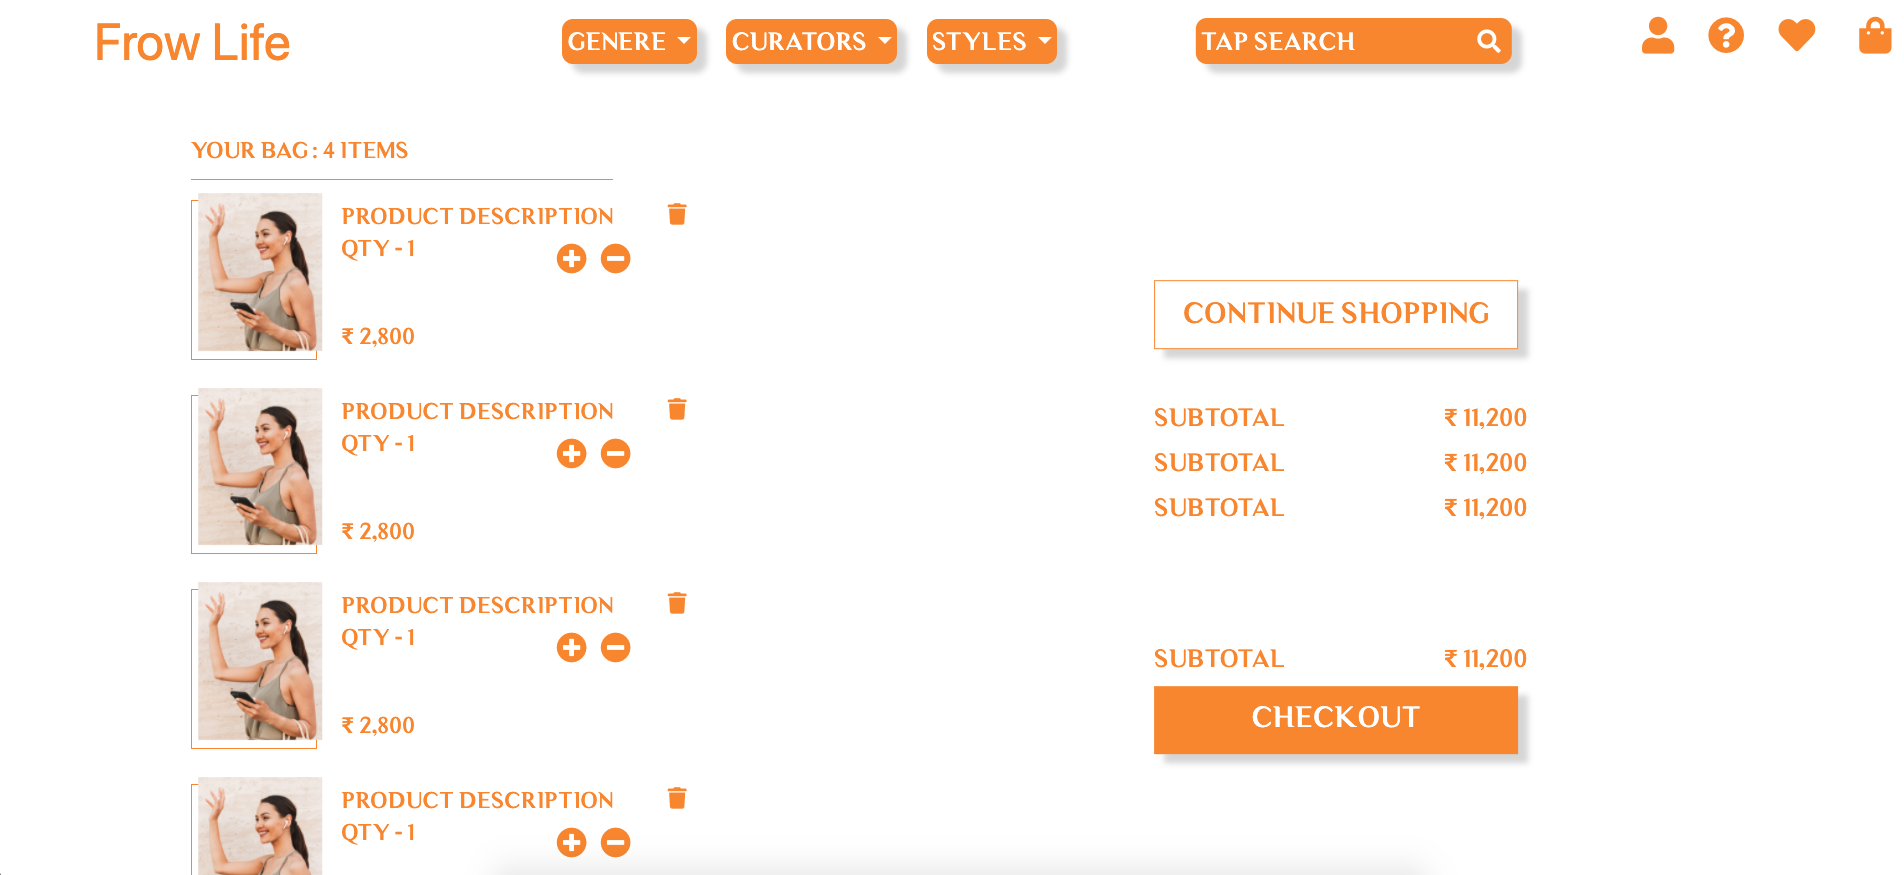 Frow Life
GENERE
CURATORS
STYLES
TAP SEARCH
YOUR BAG : 4 ITEMS
PRODUCT DESCRIPTION
QTY - 1
₹ 2,800
PRODUCT DESCRIPTION
QTY - 1
₹ 2,800
PRODUCT DESCRIPTION
QTY - 1
₹ 2,800
PRODUCT DESCRIPTION
QTY - 1
CONTINUE SHOPPING
SUBTOTAL ₹ 11,200
SUBTOTAL ₹ 11,200
SUBTOTAL ₹ 11,200
SUBTOTAL ₹ 11,200
CHECKOUT